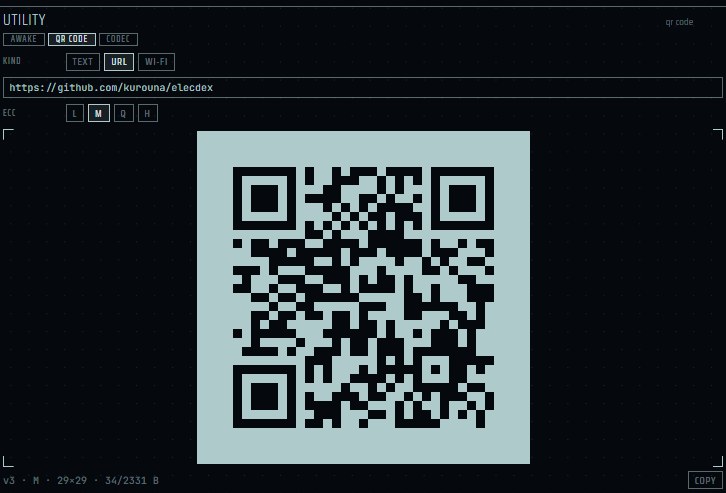 UTILITY
qr code
AWAKE QR CODE CODEC
KIND TEXT URL WI-FI
https://github.com/kurouna/elecdex
ECC L M Q H
v3 · M · 29×29 · 34/2331 B
COPY